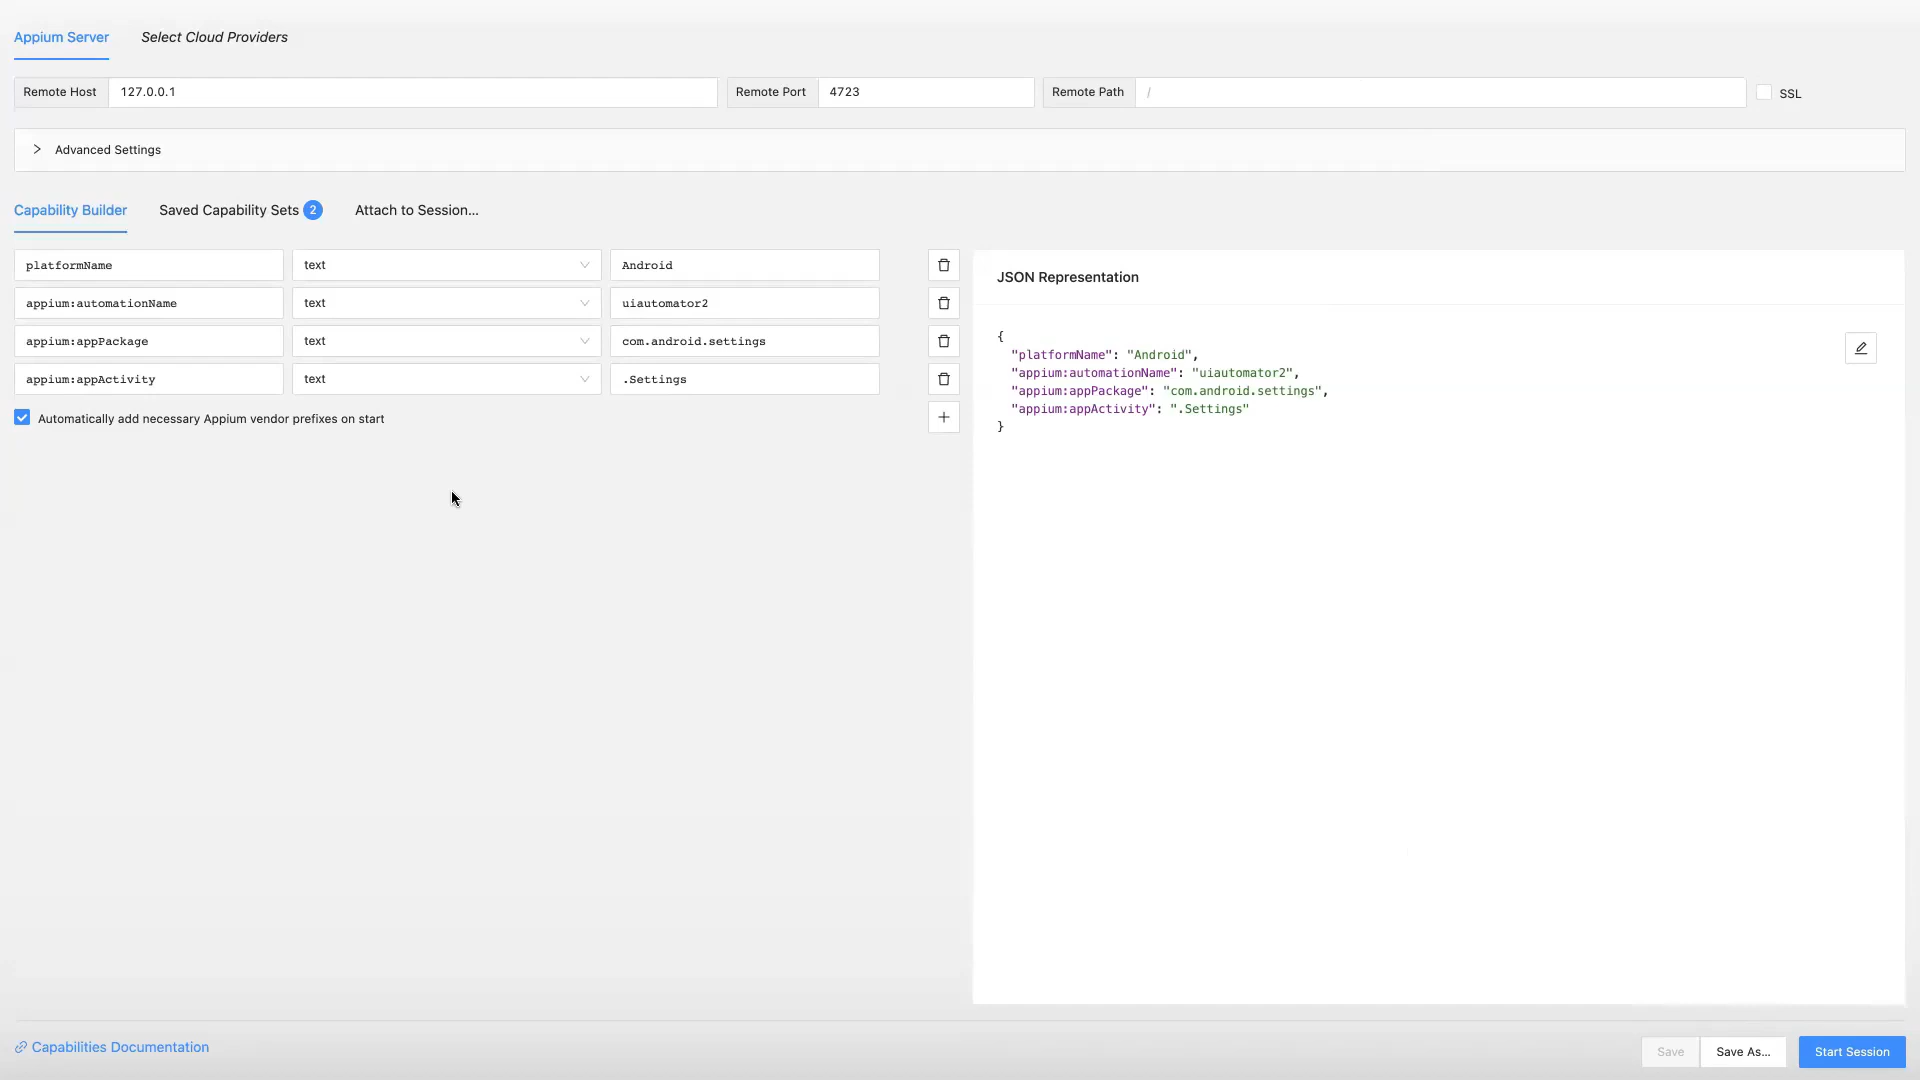 Appium Server Select Cloud Providers
Remote Host 127.0.0.1 Remote Port 4723 Remote Path / SSL
Advanced Settings
Capability Builder Saved Capability Sets 2 Attach to Session...
platformName text Android
appium:automationName text uiautomator2
appium:appPackage text com.android.settings
appium:appActivity text .Settings
Automatically add necessary Appium vendor prefixes on start
JSON Representation
{
"platformName": "Android",
"appium:automationName": "uiautomator2",
"appium:appPackage": "com.android.settings",
"appium:appActivity": ".Settings"
}
Capabilities Documentation Save Save As... Start Session